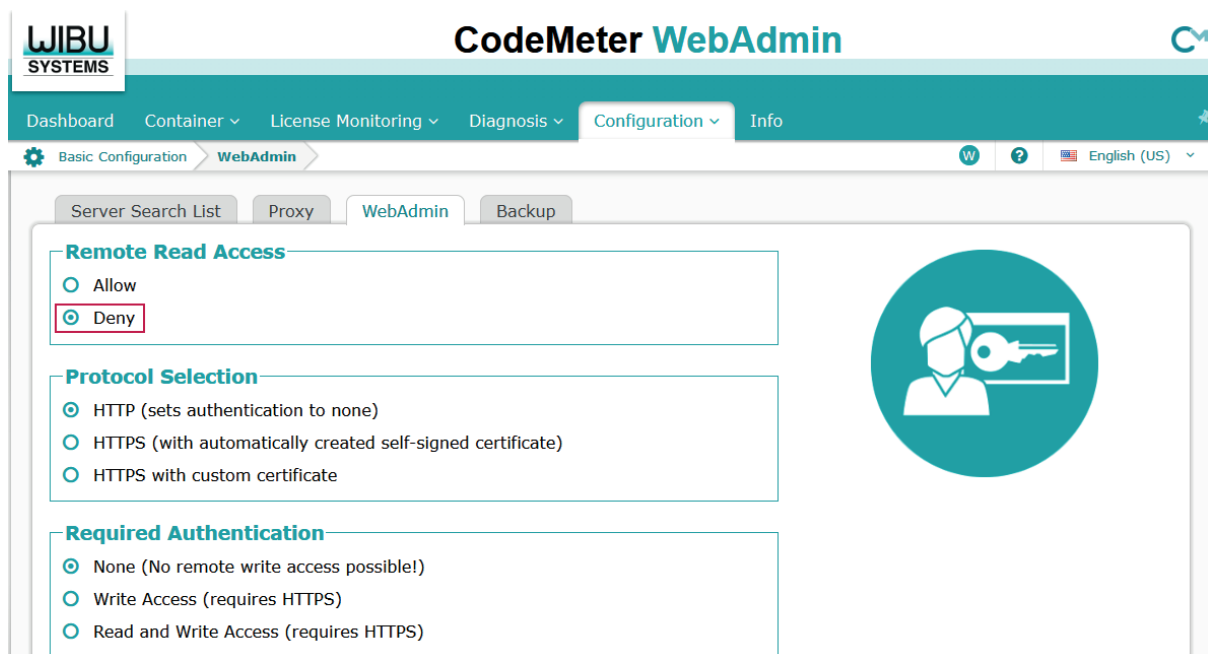 WIBU
SYSTEMS
CodeMeter WebAdmin
Dashboard Container License Monitoring Diagnosis Configuration Info
Basic Configuration WebAdmin W ? English (US)
Server Search List Proxy WebAdmin Backup
Remote Read Access
Allow
Deny
Protocol Selection
HTTP (sets authentication to none)
HTTPS (with automatically created self-signed certificate)
HTTPS with custom certificate
Required Authentication
None (No remote write access possible!)
Write Access (requires HTTPS)
Read and Write Access (requires HTTPS)